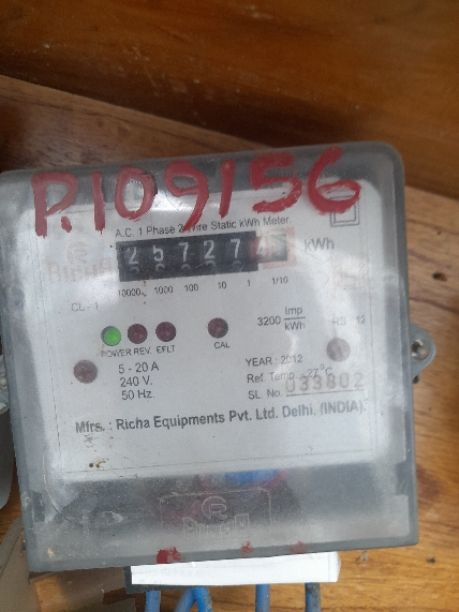 P.109156
A.C. 1 Phase 2 Wire Static kWh Meter.
25727 kWh
10000 1000 100 10 1 1/10
CL - 1
3200 Imp/kWh
POWER REV. E/LT CAL
5 - 20 A
240 V.
50 Hz.
YEAR : 2012
Ref. Temp. 27°C
SL. No. 033802
Mfrs. : Richa Equipments Pvt. Ltd. Delhi. (INDIA).